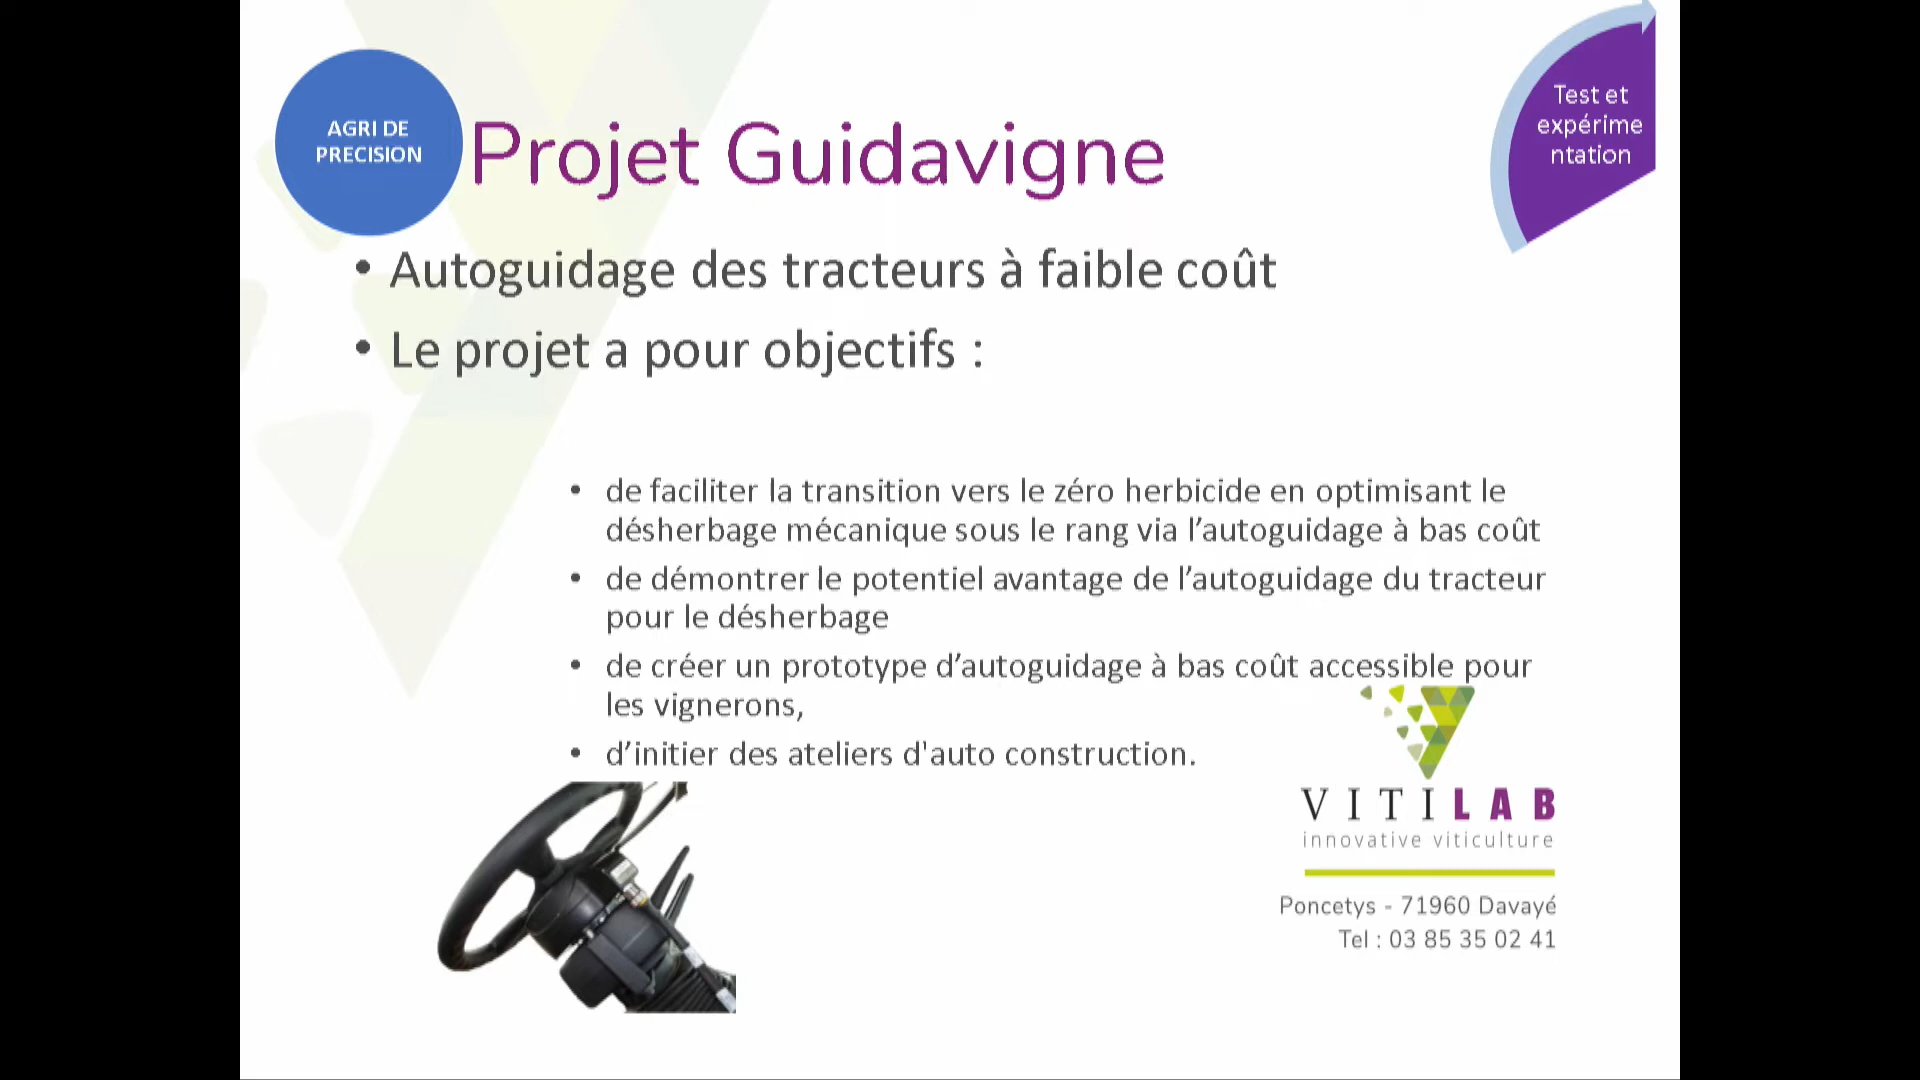 AGRI DE
PRECISION
Projet Guidavigne
Test et
expérime
ntation
• Autoguidage des tracteurs à faible coût
• Le projet a pour objectifs :
• de faciliter la transition vers le zéro herbicide en optimisant le
désherbage mécanique sous le rang via l’autoguidage à bas coût
• de démontrer le potentiel avantage de l’autoguidage du tracteur
pour le désherbage
• de créer un prototype d’autoguidage à bas coût accessible pour
les vignerons,
• d’initier des ateliers d'auto construction.
VITILAB
innovative viticulture
Poncetys - 71960 Davayé
Tel : 03 85 35 02 41